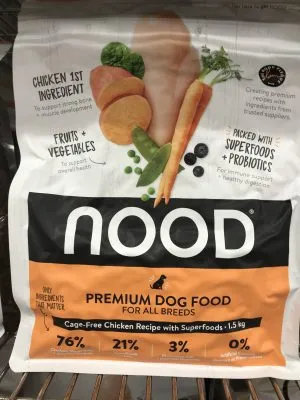 CHICKEN 1ST
INGREDIENT
To support strong bone
+ muscle development
Creating premium
recipes with
ingredients from
trusted suppliers.
FRUITS +
VEGETABLES
To support
overall health
PACKED WITH
SUPERFOODS
+ PROBIOTICS
For immune support
+ healthy digestion
NOOD®
ONLY
INGREDIENTS
THAT MATTER
PREMIUM DOG FOOD
FOR ALL BREEDS
Cage-Free Chicken Recipe with Superfoods · 1.5 kg
76% 21% 3% 0%